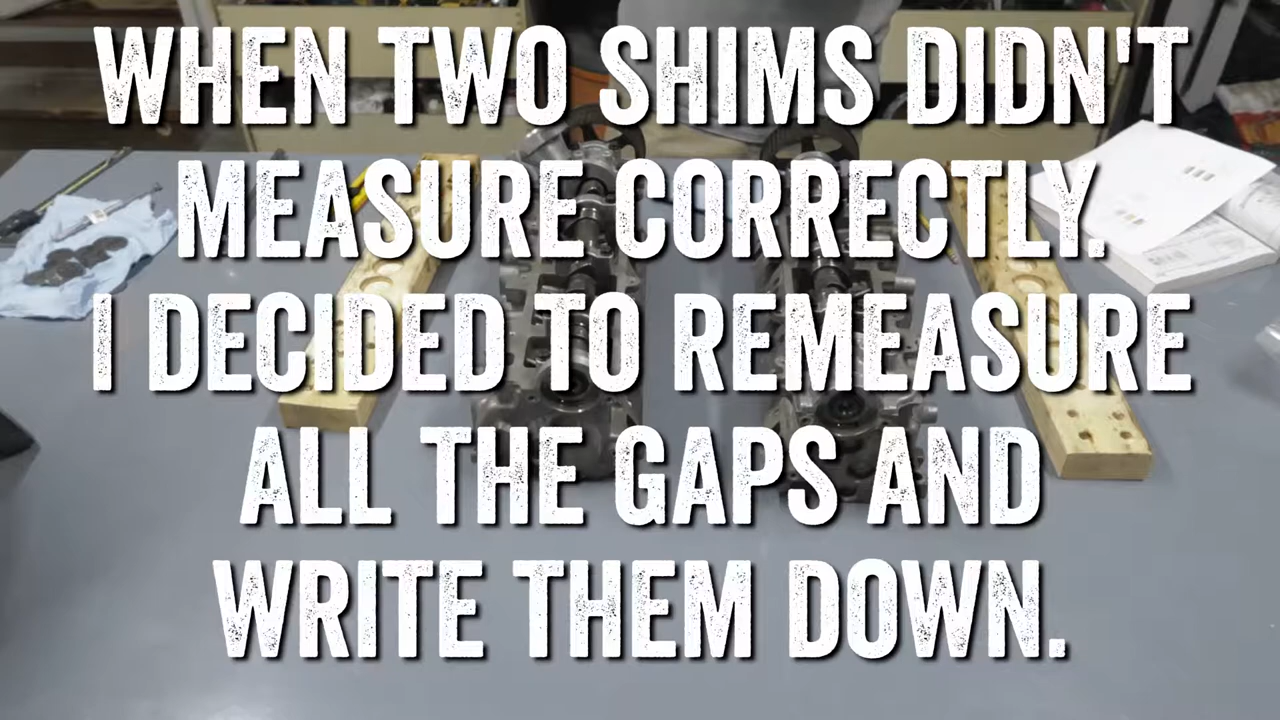 WHEN TWO SHIMS DIDN'T
MEASURE CORRECTLY.
I DECIDED TO REMEASURE
ALL THE GAPS AND
WRITE THEM DOWN.